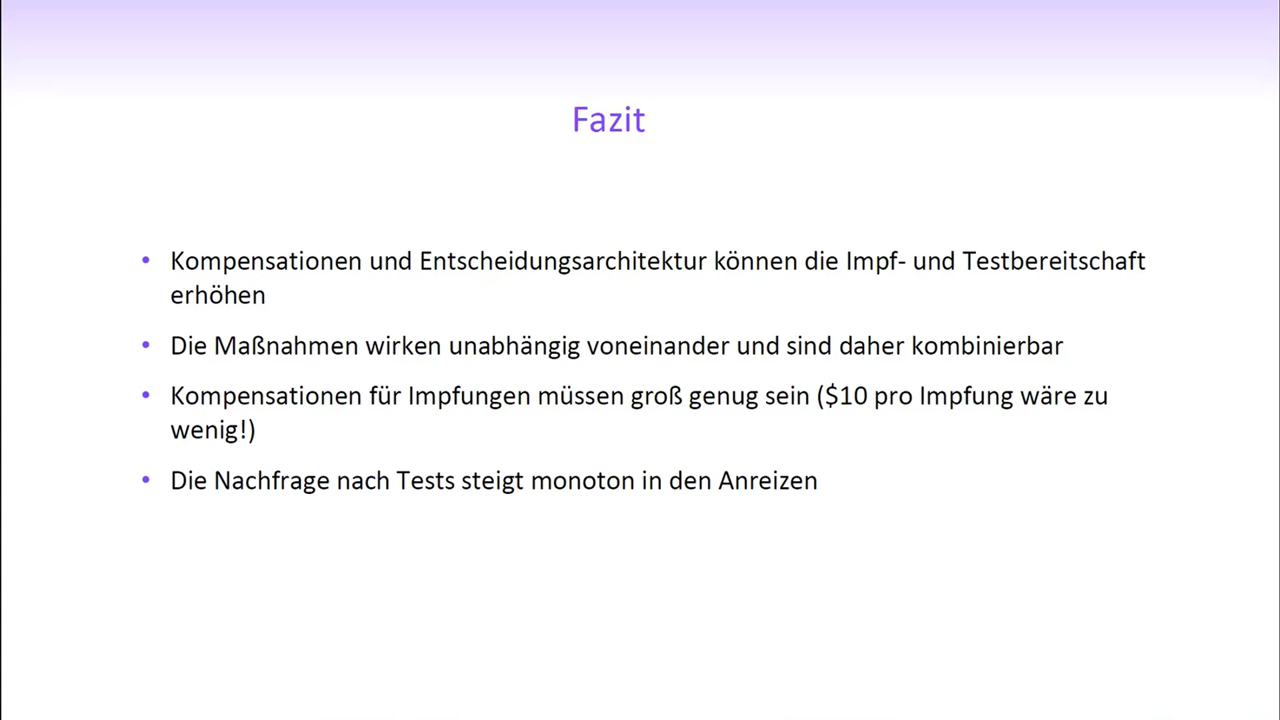 Fazit
• Kompensationen und Entscheidungsarchitektur können die Impf- und Testbereitschaft
erhöhen
• Die Maßnahmen wirken unabhängig voneinander und sind daher kombinierbar
• Kompensationen für Impfungen müssen groß genug sein ($10 pro Impfung wäre zu
wenig!)
• Die Nachfrage nach Tests steigt monoton in den Anreizen